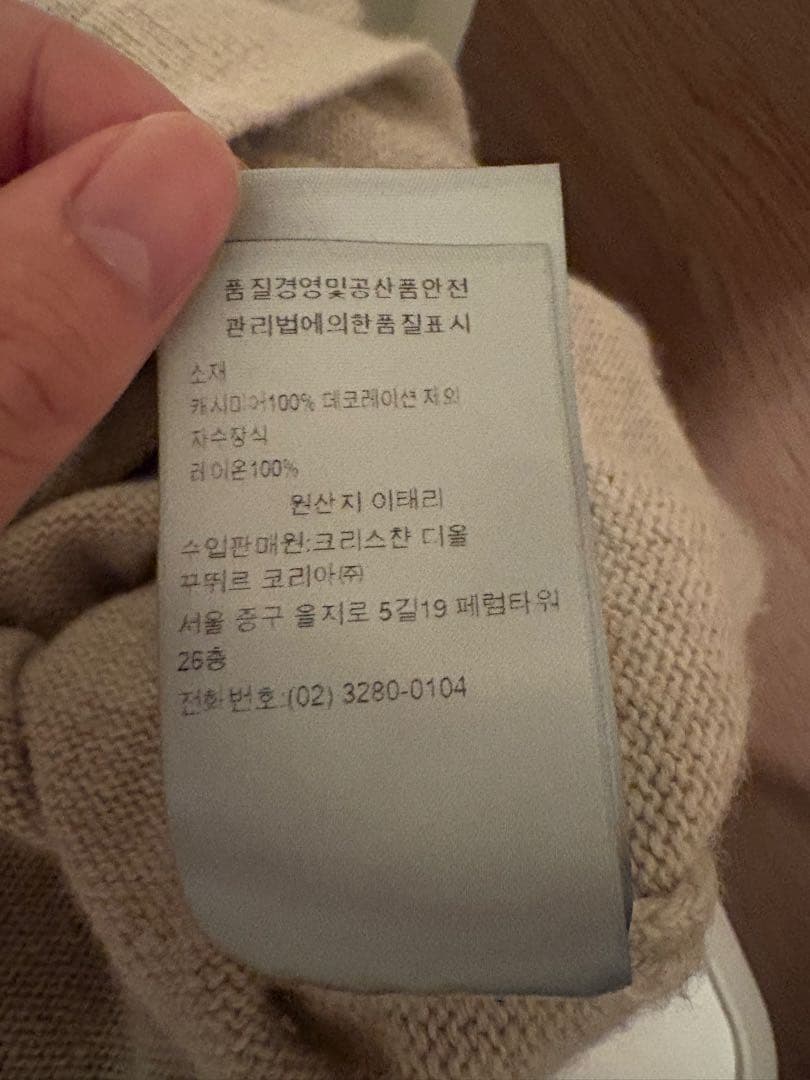 품질경영및공산품안전
관리법에의한품질표시
소재
캐시미어100% 데코레이션 제외
자수장식
레이온100%
원산지 이태리
수입판매원:크리스챤 디올
꾸뛰르 코리아㈜
서울 중구 을지로 5길19 페럼타워
26층
전화번호:(02) 3280-0104